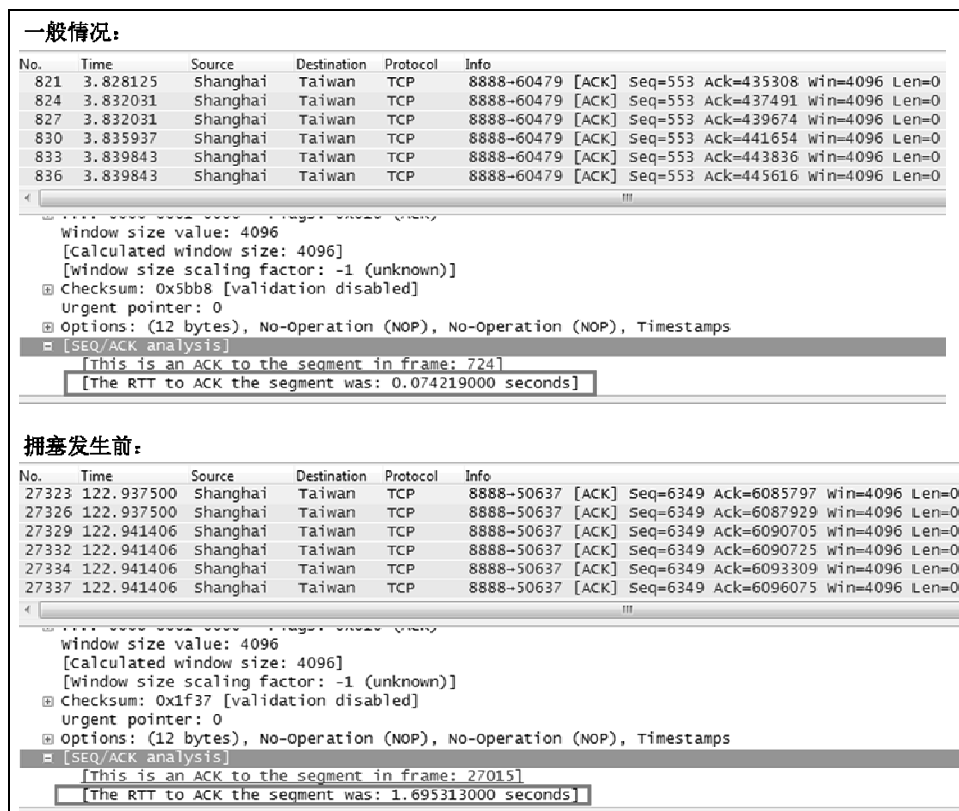 一般情况：
No. Time Source Destination Protocol Info
821 3.828125 Shanghai Taiwan TCP 8888→60479 [ACK] Seq=553 Ack=435308 Win=4096 Len=0
824 3.832031 Shanghai Taiwan TCP 8888→60479 [ACK] Seq=553 Ack=437491 Win=4096 Len=0
827 3.832031 Shanghai Taiwan TCP 8888→60479 [ACK] Seq=553 Ack=439674 Win=4096 Len=0
830 3.835937 Shanghai Taiwan TCP 8888→60479 [ACK] Seq=553 Ack=441654 Win=4096 Len=0
833 3.839843 Shanghai Taiwan TCP 8888→60479 [ACK] Seq=553 Ack=443836 Win=4096 Len=0
836 3.839843 Shanghai Taiwan TCP 8888→60479 [ACK] Seq=553 Ack=445616 Win=4096 Len=0
Window size value: 4096
[Calculated window size: 4096]
[Window size scaling factor: -1 (unknown)]
Checksum: 0x5bb8 [validation disabled]
Urgent pointer: 0
Options: (12 bytes), No-Operation (NOP), No-Operation (NOP), Timestamps
[SEQ/ACK analysis]
[This is an ACK to the segment in frame: 724]
[The RTT to ACK the segment was: 0.074219000 seconds]
拥塞发生前：
No. Time Source Destination Protocol Info
27323 122.937500 Shanghai Taiwan TCP 8888→50637 [ACK] Seq=6349 Ack=6085797 Win=4096 Len=0
27326 122.937500 Shanghai Taiwan TCP 8888→50637 [ACK] Seq=6349 Ack=6087929 Win=4096 Len=0
27329 122.941406 Shanghai Taiwan TCP 8888→50637 [ACK] Seq=6349 Ack=6090705 Win=4096 Len=0
27332 122.941406 Shanghai Taiwan TCP 8888→50637 [ACK] Seq=6349 Ack=6090725 Win=4096 Len=0
27334 122.941406 Shanghai Taiwan TCP 8888→50637 [ACK] Seq=6349 Ack=6093309 Win=4096 Len=0
27337 122.941406 Shanghai Taiwan TCP 8888→50637 [ACK] Seq=6349 Ack=6096075 Win=4096 Len=0
Window size value: 4096
[Calculated window size: 4096]
[Window size scaling factor: -1 (unknown)]
Checksum: 0x1f37 [validation disabled]
Urgent pointer: 0
Options: (12 bytes), No-Operation (NOP), No-Operation (NOP), Timestamps
[SEQ/ACK analysis]
[This is an ACK to the segment in frame: 27015]
[The RTT to ACK the segment was: 1.695313000 seconds]